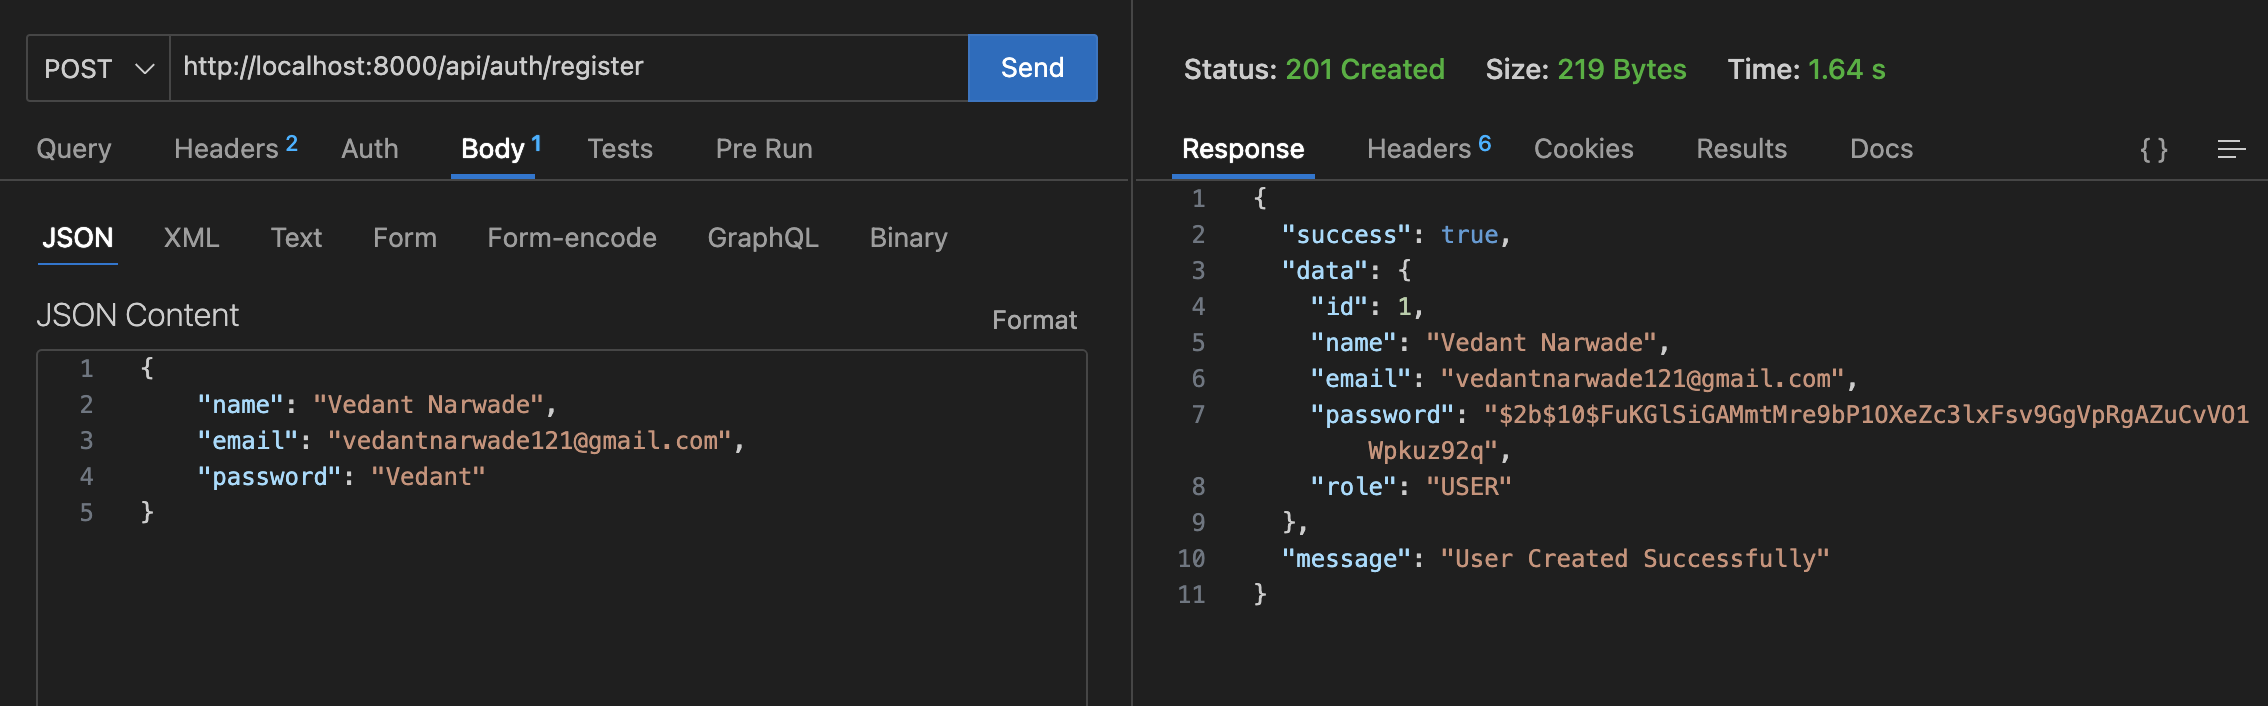 POST http://localhost:8000/api/auth/register Send
Query Headers 2 Auth Body 1 Tests Pre Run
JSON XML Text Form Form-encode GraphQL Binary
JSON Content Format
1 {
2 "name": "Vedant Narwade",
3 "email": "vedantnarwade121@gmail.com",
4 "password": "Vedant"
5 }
Status: 201 Created Size: 219 Bytes Time: 1.64 s
Response Headers 6 Cookies Results Docs { }
1 {
2 "success": true,
3 "data": {
4 "id": 1,
5 "name": "Vedant Narwade",
6 "email": "vedantnarwade121@gmail.com",
7 "password": "$2b$10$FuKGlSiGAMmtMre9bP1OXeZc3lxFsv9GgVpRgAZuCvVO1
Wpkuz92q",
8 "role": "USER"
9 },
10 "message": "User Created Successfully"
11 }